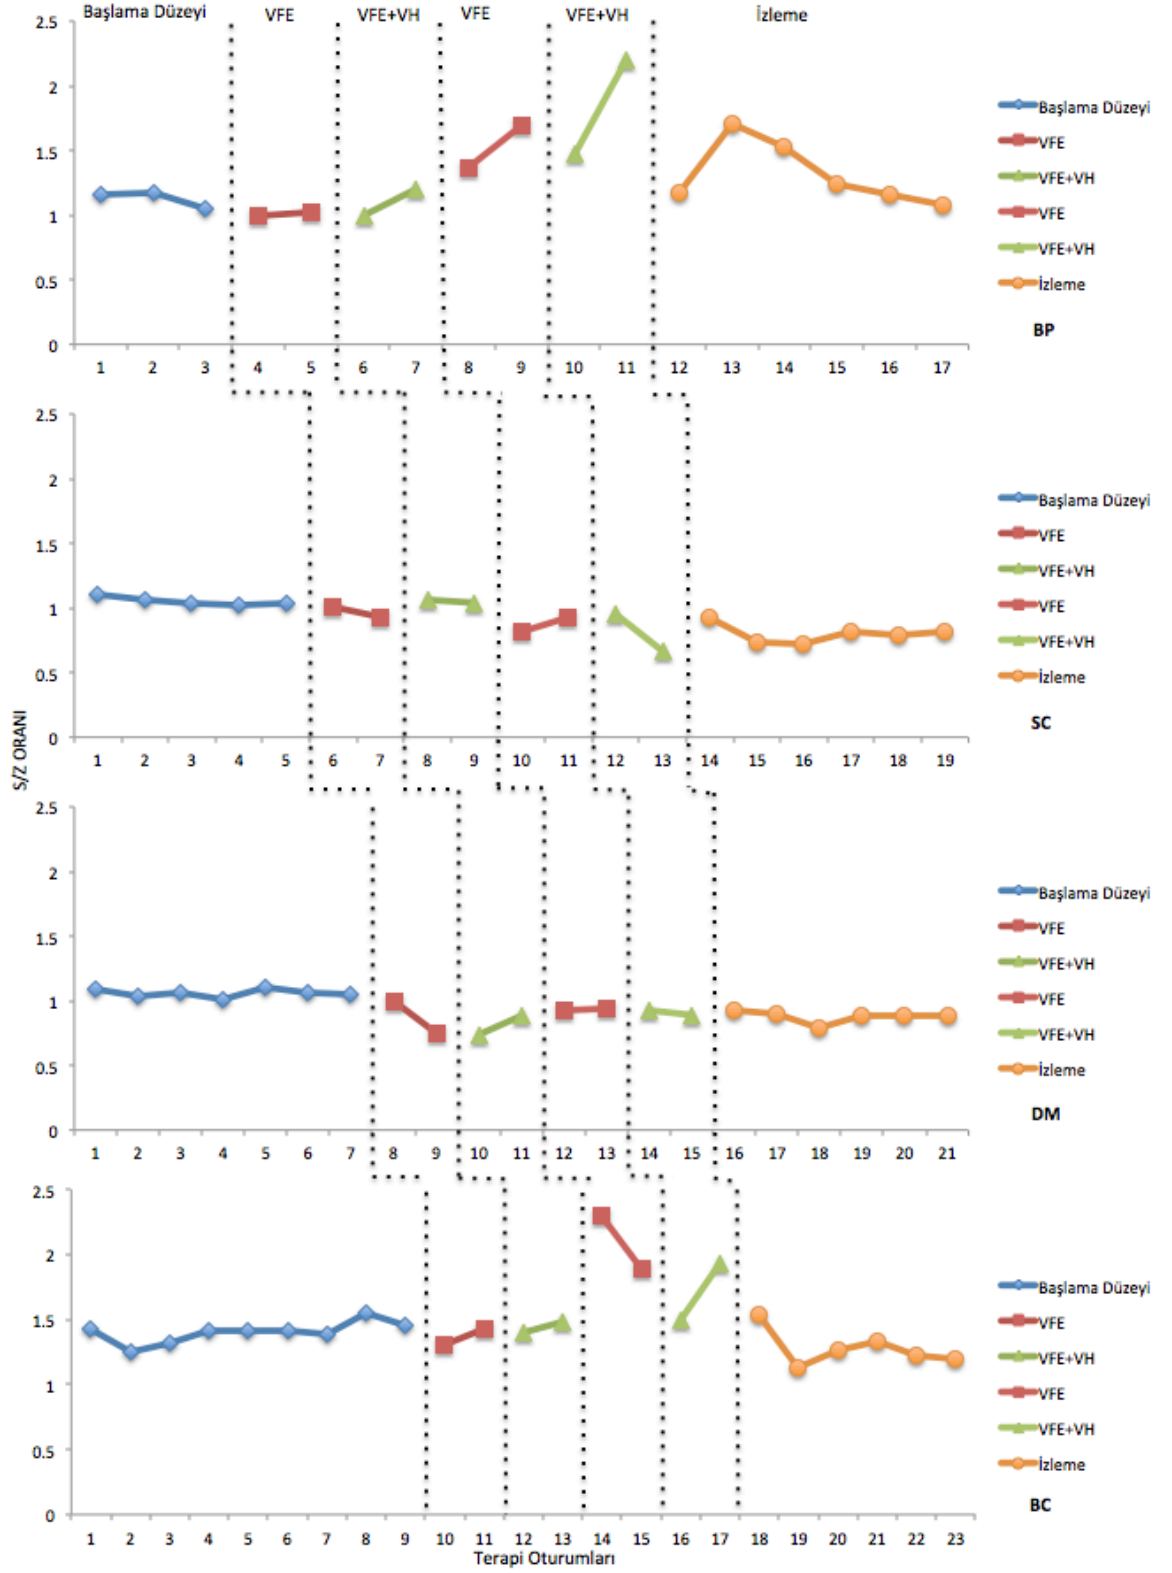 Başlama Düzeyi VFE VFE+VH VFE VFE+VH İzleme
2.5
2
1.5
1
0.5
0
1 2 3 4 5 6 7 8 9 10 11 12 13 14 15 16 17
Başlama Düzeyi
VFE
VFE+VH
VFE
VFE+VH
İzleme
BP
2.5
2
1.5
1
0.5
0
1 2 3 4 5 6 7 8 9 10 11 12 13 14 15 16 17 18 19
Başlama Düzeyi
VFE
VFE+VH
VFE
VFE+VH
İzleme
SC
S/Z ORANI
2.5
2
1.5
1
0.5
0
1 2 3 4 5 6 7 8 9 10 11 12 13 14 15 16 17 18 19 20 21
Başlama Düzeyi
VFE
VFE+VH
VFE
VFE+VH
İzleme
DM
2.5
2
1.5
1
0.5
0
1 2 3 4 5 6 7 8 9 10 11 12 13 14 15 16 17 18 19 20 21 22 23
Başlama Düzeyi
VFE
VFE+VH
VFE
VFE+VH
İzleme
BC
Terapi Oturumları